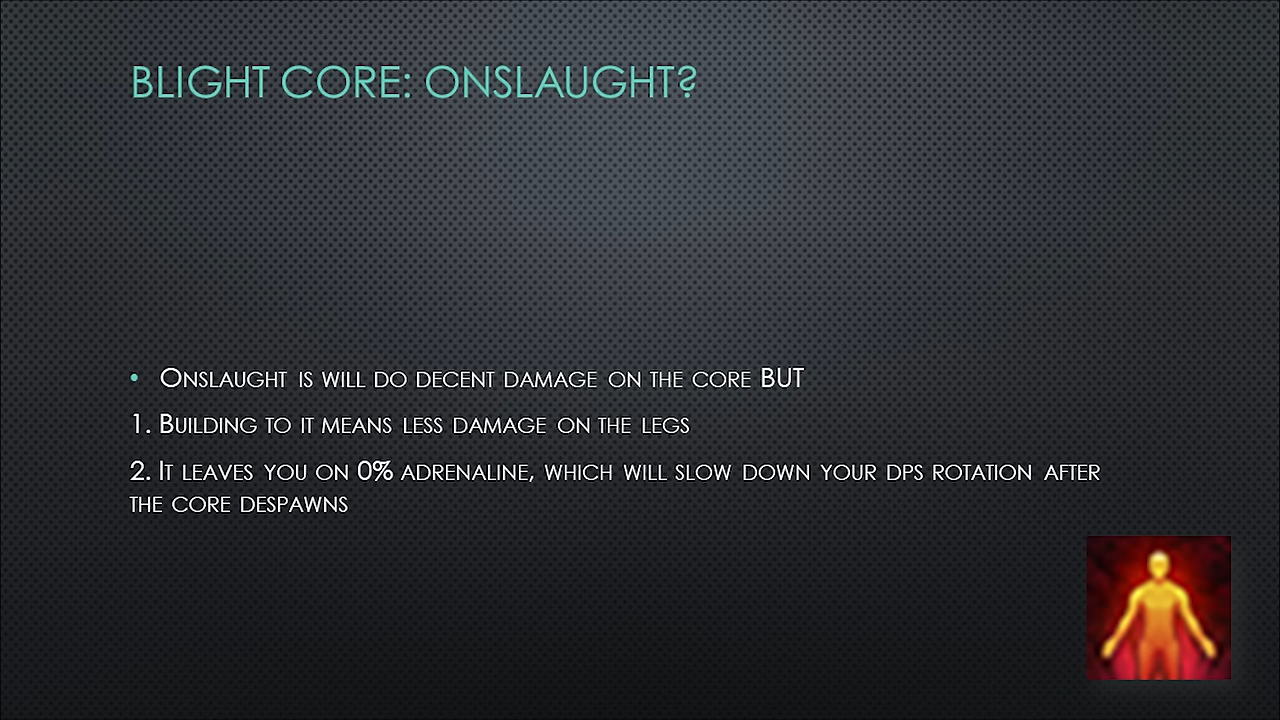 BLIGHT CORE: ONSLAUGHT?
• ONSLAUGHT IS WILL DO DECENT DAMAGE ON THE CORE BUT
1. BUILDING TO IT MEANS LESS DAMAGE ON THE LEGS
2. IT LEAVES YOU ON 0% ADRENALINE, WHICH WILL SLOW DOWN YOUR DPS ROTATION AFTER
THE CORE DESPAWNS